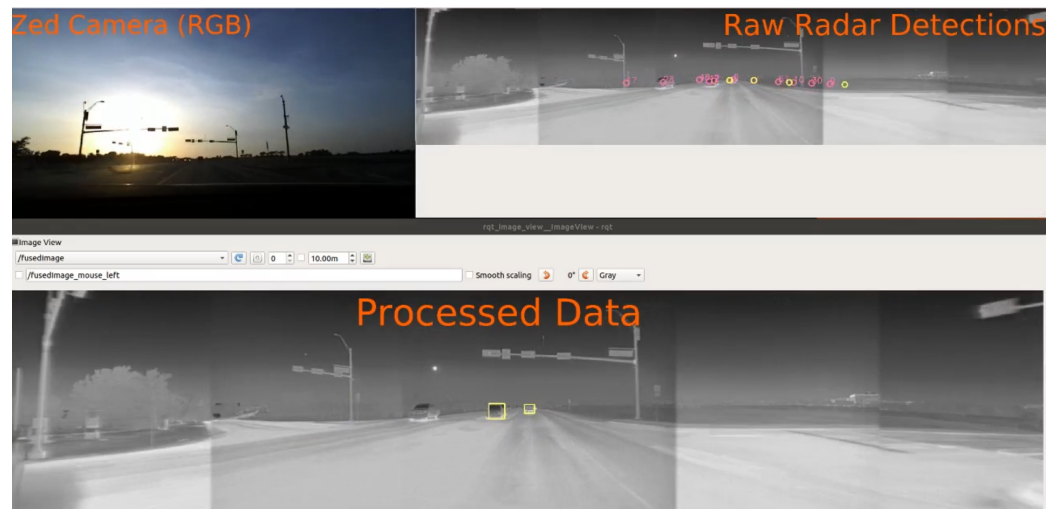 Zed Camera (RGB)
Raw Radar Detections
rqt_image_view__ImageView - rqt
Image View
/fusedImage
0
10.00m
/fusedImage_mouse_left
Smooth scaling
0°
Gray
Processed Data